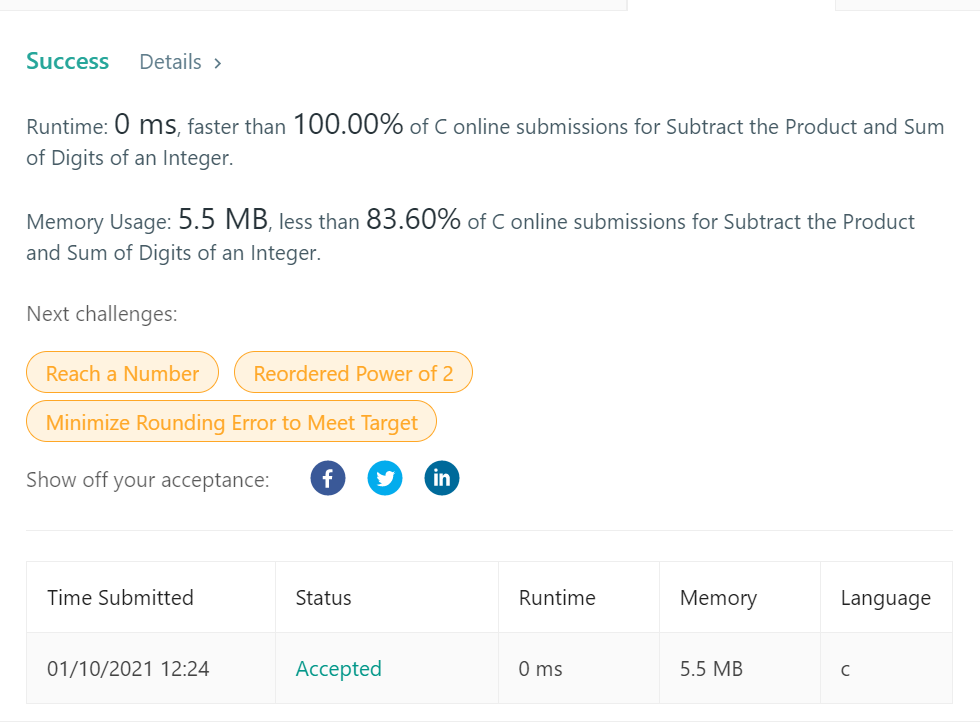 Success Details >
Runtime: 0 ms, faster than 100.00% of C online submissions for Subtract the Product and Sum
of Digits of an Integer.
Memory Usage: 5.5 MB, less than 83.60% of C online submissions for Subtract the Product
and Sum of Digits of an Integer.
Next challenges:
Reach a Number Reordered Power of 2
Minimize Rounding Error to Meet Target
Show off your acceptance: f in
Time Submitted Status Runtime Memory Language
01/10/2021 12:24 Accepted 0 ms 5.5 MB c